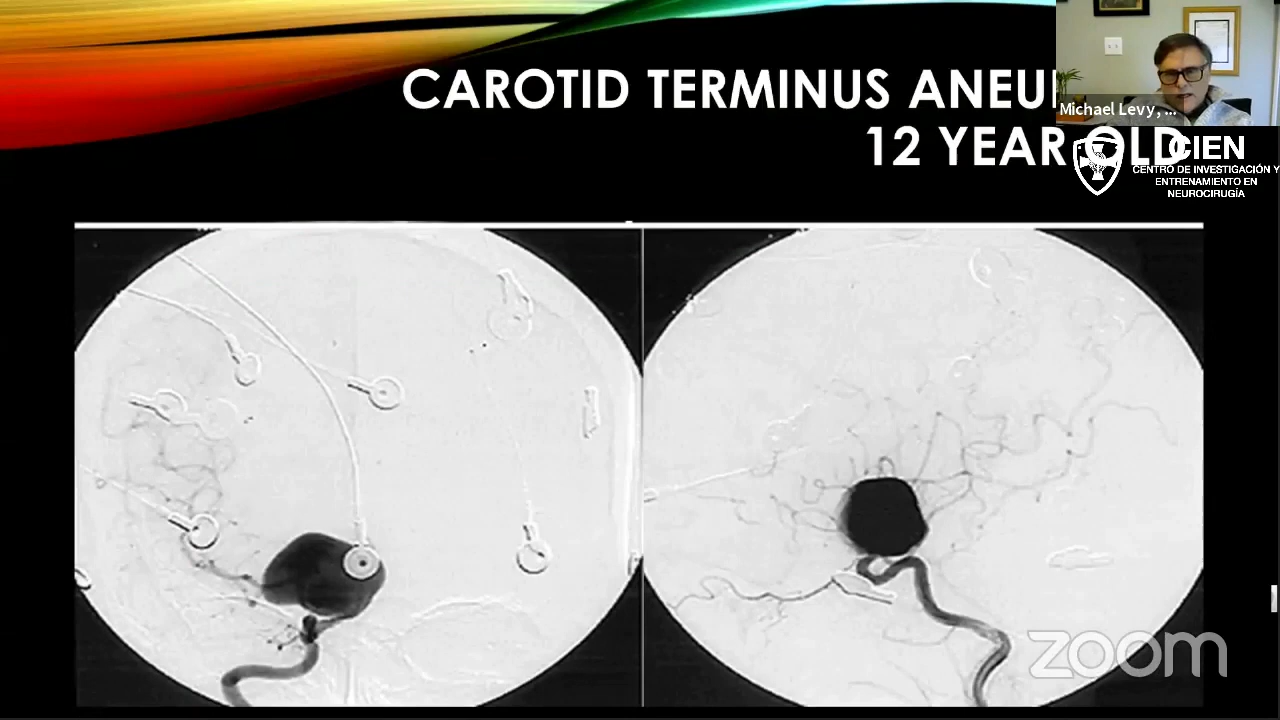 CAROTID TERMINUS ANEU
12 YEAR OLD
Michael Levy, ...
CIEN
CENTRO DE INVESTIGACIÓN Y
ENTRENAMIENTO EN
NEUROCIRUGÍA
zoom